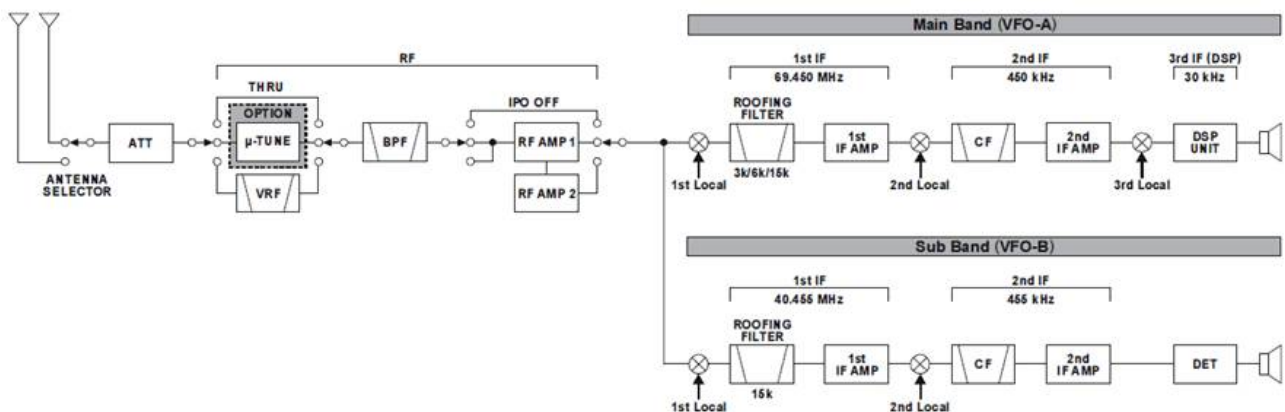 Main Band (VFO-A)
RF
1st IF
69.450 MHz
2nd IF
450 kHz
3rd IF (DSP)
30 kHz
THRU
OPTION
μ-TUNE
IPO OFF
ROOFING
FILTER
ATT
BPF
RF AMP 1
1st
IF AMP
CF
2nd
IF AMP
DSP
UNIT
ANTENNA
SELECTOR
VRF
RF AMP 2
1st Local
3k/6k/15k
2nd Local
3rd Local
Sub Band (VFO-B)
1st IF
40.455 MHz
2nd IF
455 kHz
ROOFING
FILTER
1st
IF AMP
CF
2nd
IF AMP
DET
15k
1st Local
2nd Local